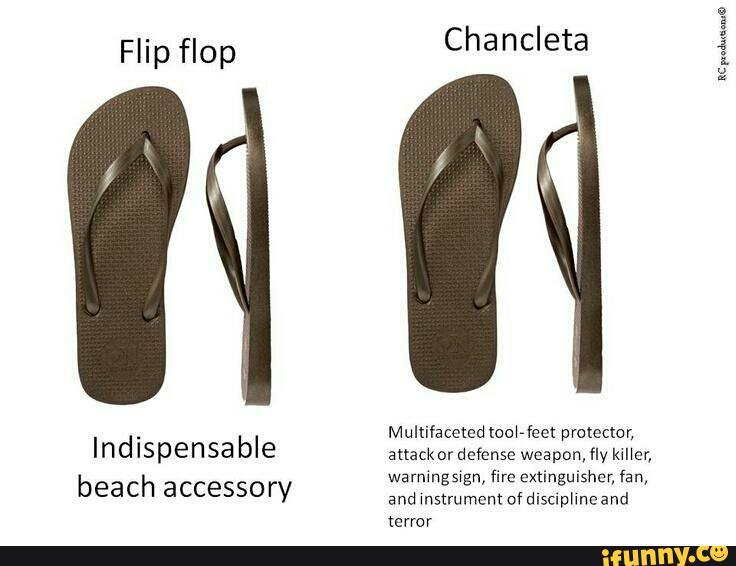 Flip flop
Chancleta
RC productions©
Indispensable
beach accessory
Multifaceted tool-feet protector,
attack or defense weapon, fly killer,
warning sign, fire extinguisher, fan,
and instrument of discipline and
terror
ifunny.co